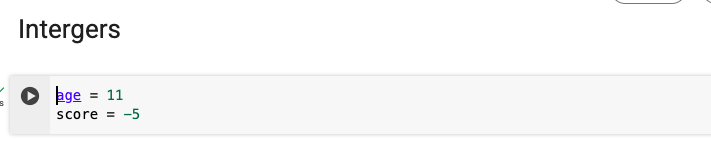 Intergers
age = 11
score = -5
s